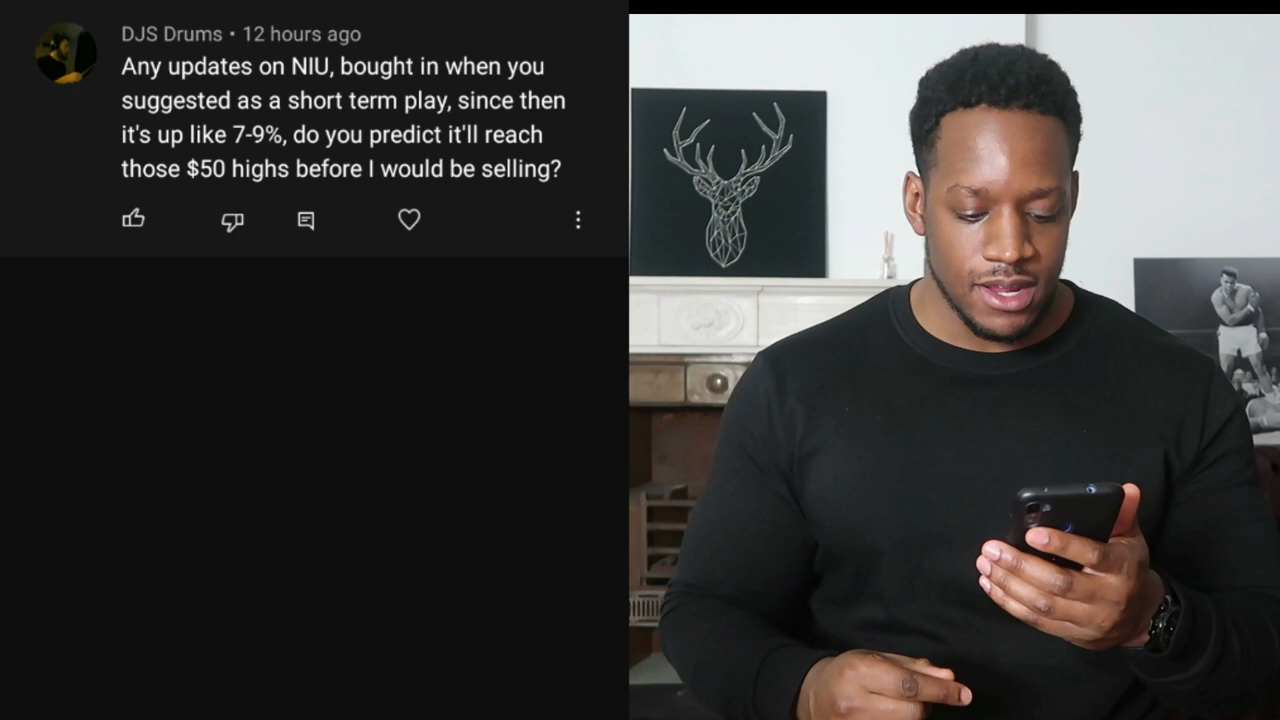 DJS Drums • 12 hours ago
Any updates on NIU, bought in when you
suggested as a short term play, since then
it's up like 7-9%, do you predict it'll reach
those $50 highs before I would be selling?